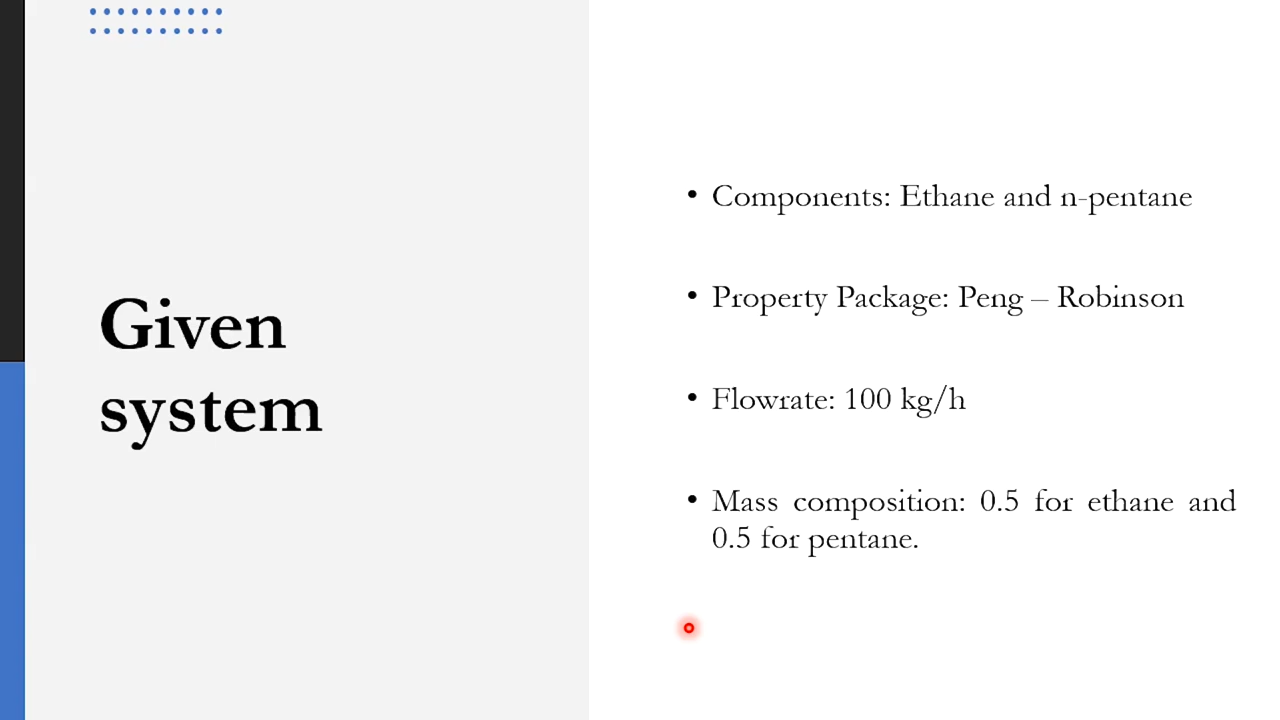 Given
system
• Components: Ethane and n-pentane
• Property Package: Peng – Robinson
• Flowrate: 100 kg/h
• Mass composition: 0.5 for ethane and
0.5 for pentane.